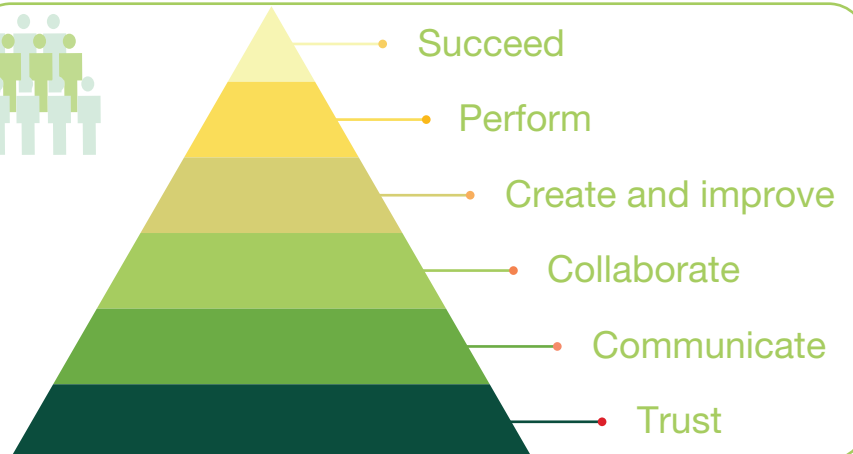 Succeed
Perform
Create and improve
Collaborate
Communicate
Trust